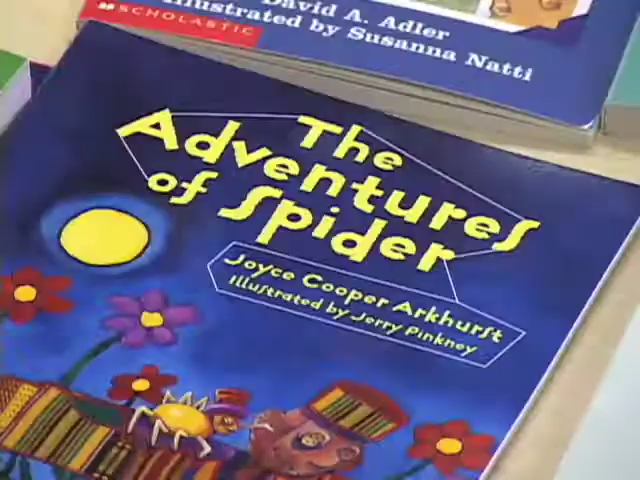 David A. Adler
Illustrated by Susanna Natti
SCHOLASTIC
The
Adventures
of Spider
Joyce Cooper Arkhurst
Illustrated by Jerry Pinkney